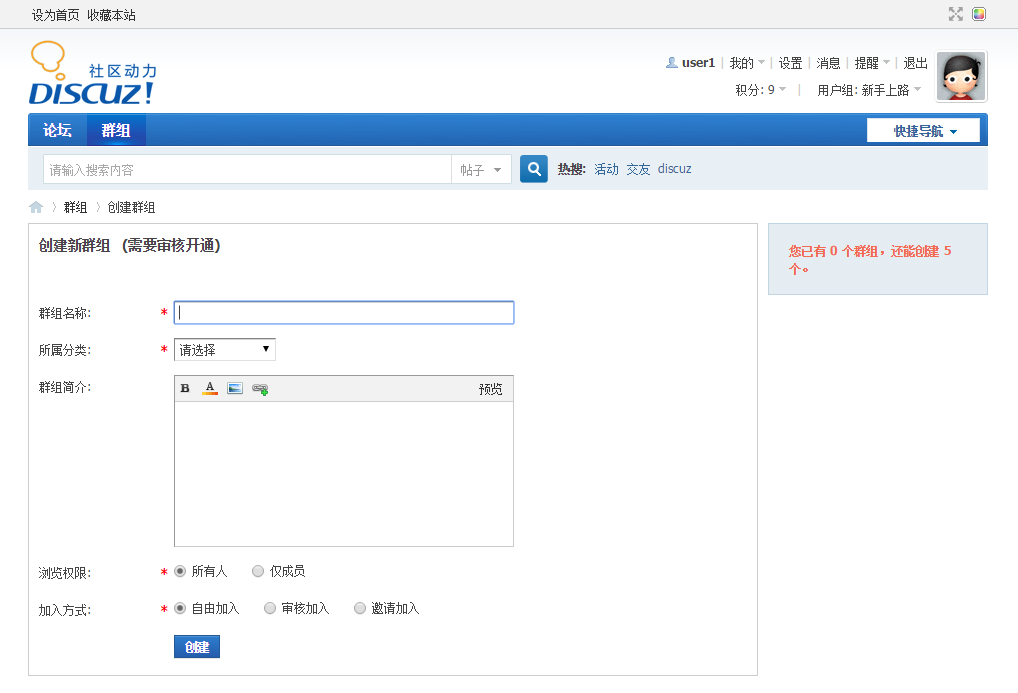 设为首页 收藏本站
社区动力
DISCUZ!
user1 | 我的 | 设置 | 消息 | 提醒 | 退出
积分: 9 | 用户组: 新手上路
论坛 群组 快捷导航
请输入搜索内容 帖子 热搜: 活动 交友 discuz
群组 〉 创建群组
创建新群组 (需要审核开通)
您已有 0 个群组，还能创建 5
个。
群组名称: *
所属分类: * 请选择
群组简介: B A 预览
浏览权限: * 所有人 仅成员
加入方式: * 自由加入 审核加入 邀请加入
创建